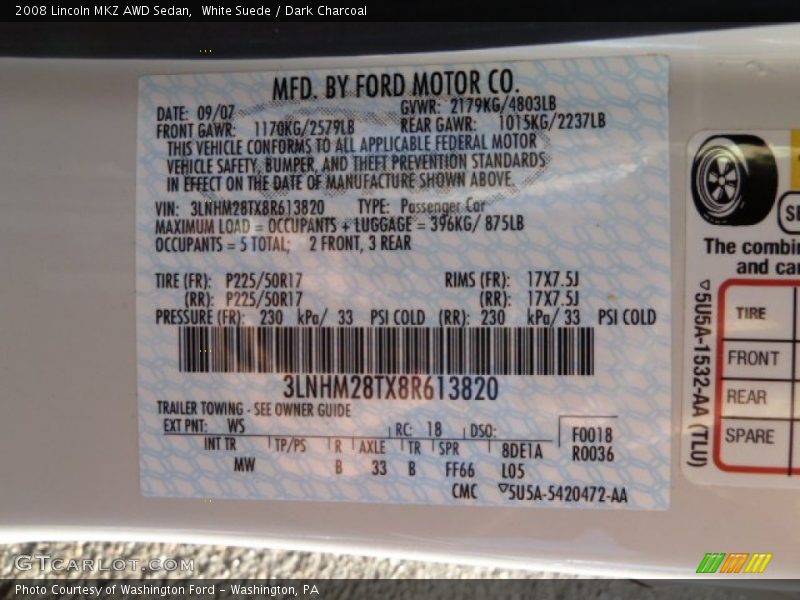 2008 Lincoln MKZ AWD Sedan, White Suede / Dark Charcoal
MFD. BY FORD MOTOR CO.
DATE: 09/07 GVWR: 2179KG/4803LB
FRONT GAWR: 1170KG/2579LB REAR GAWR: 1015KG/2237LB
THIS VEHICLE CONFORMS TO ALL APPLICABLE FEDERAL MOTOR
VEHICLE SAFETY, BUMPER, AND THEFT PREVENTION STANDARDS
IN EFFECT ON THE DATE OF MANUFACTURE SHOWN ABOVE.
VIN: 3LNHM28TX8R613820 TYPE: Passenger Car
MAXIMUM LOAD = OCCUPANTS + LUGGAGE = 396KG/ 875LB
OCCUPANTS = 5 TOTAL; 2 FRONT, 3 REAR
TIRE (FR): P225/50R17 RIMS (FR): 17X7.5J
(RR): P225/50R17 (RR): 17X7.5J
PRESSURE (FR): 230 kPa/ 33 PSI COLD (RR): 230 kPa/ 33 PSI COLD
3LNHM28TX8R613820
TRAILER TOWING - SEE OWNER GUIDE
EXT PNT: WS RC: 18 DSO: F0018
INT TR TP/PS R AXLE TR SPR 8DE1A R0036
MW B 33 B FF66 L05
CMC ▽5U5A-5420472-AA
The combin
and car
▽5U5A-1532-AA (TLU)
TIRE
FRONT
REAR
SPARE
GTCARLOT.COM
Photo Courtesy of Washington Ford - Washington, PA